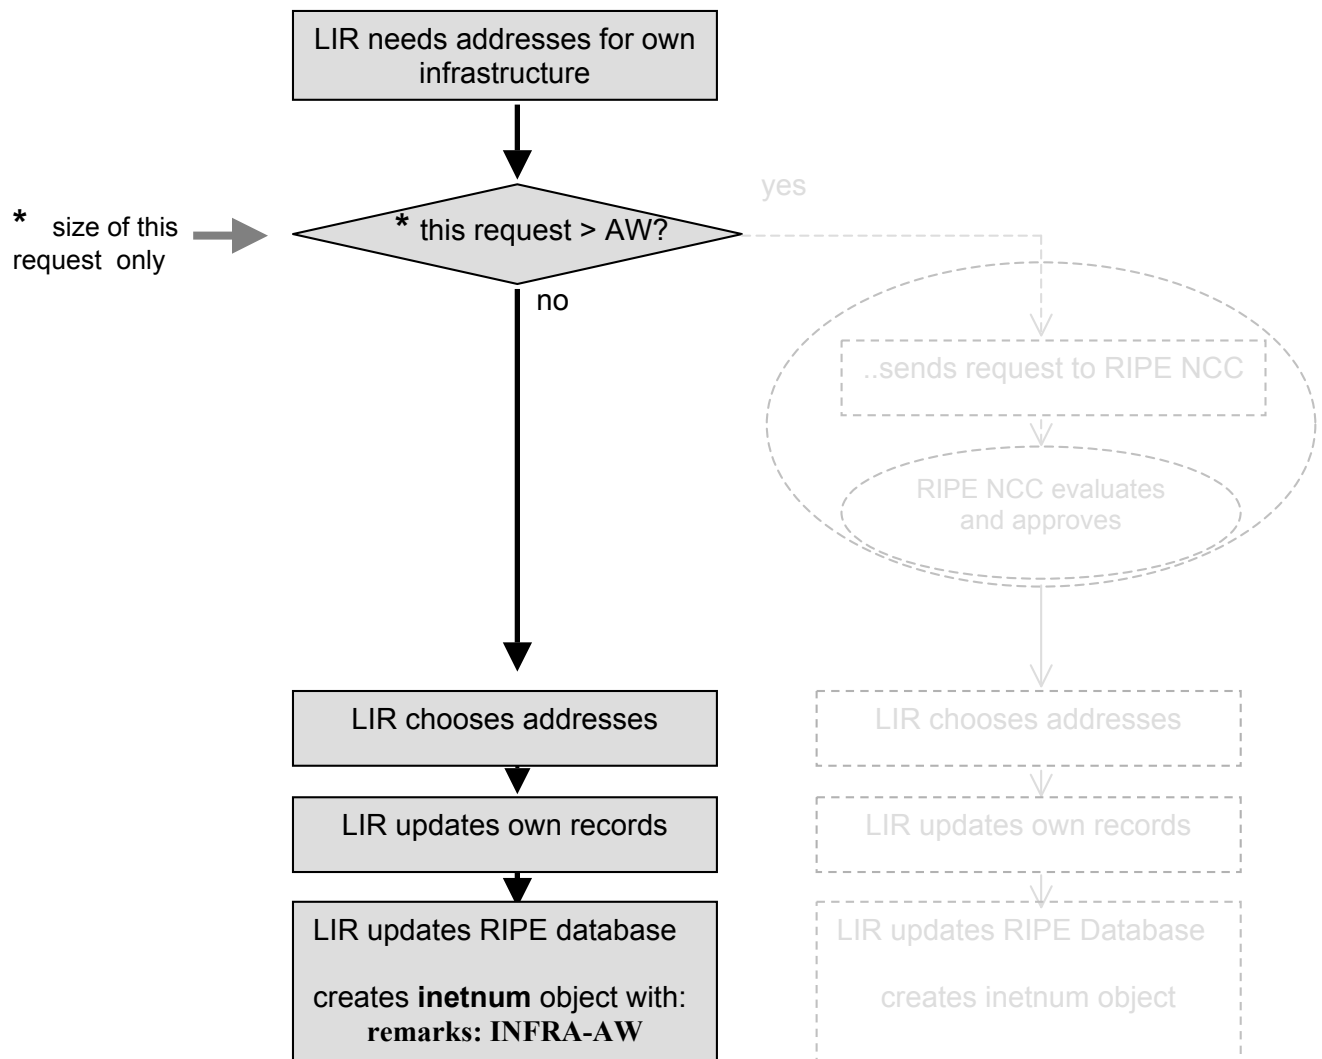 LIR needs addresses for own
infrastructure
yes
* size of this
request only
* this request > AW?
no
..sends request to RIPE NCC
RIPE NCC evaluates
and approves
LIR chooses addresses
LIR chooses addresses
LIR updates own records
LIR updates own records
LIR updates RIPE database
creates inetnum object with:
remarks: INFRA-AW
LIR updates RIPE Database
creates inetnum object